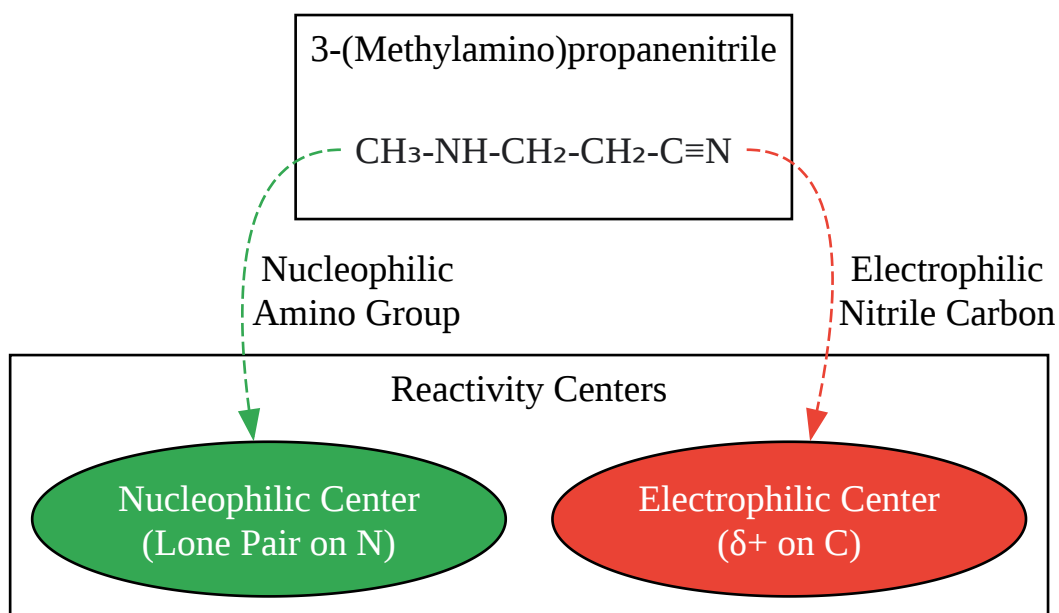 3-(Methylamino)propanenitrile
CH₃-NH-CH₂-CH₂-C≡N
Nucleophilic
Amino Group
Electrophilic
Nitrile Carbon
Reactivity Centers
Nucleophilic Center
(Lone Pair on N)
Electrophilic Center
(δ+ on C)